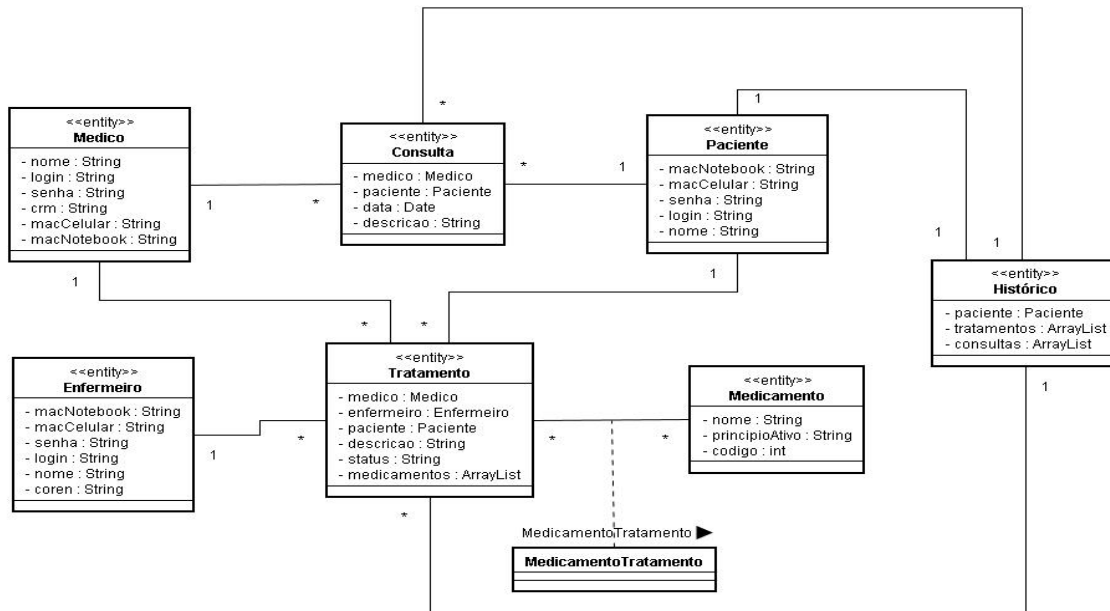 <<entity>>
Medico
- nome : String
- login : String
- senha : String
- crm : String
- macCelular : String
- macNotebook : String
1
*
1
*
<<entity>>
Consulta
- medico : Medico
- paciente : Paciente
- data : Date
- descricao : String
*
*
1
<<entity>>
Paciente
- macNotebook : String
- macCelular : String
- senha : String
- login : String
- nome : String
1
1
1
1
<<entity>>
Histórico
- paciente : Paciente
- tratamentos : ArrayList
- consultas : ArrayList
1
<<entity>>
Enfermeiro
- macNotebook : String
- macCelular : String
- senha : String
- login : String
- nome : String
- coren : String
1
*
*
<<entity>>
Tratamento
- medico : Medico
- enfermeiro : Enfermeiro
- paciente : Paciente
- descricao : String
- status : String
- medicamentos : ArrayList
*
*
*
<<entity>>
Medicamento
- nome : String
- principioAtivo : String
- codigo : int
MedicamentoTratamento ▶
MedicamentoTratamento